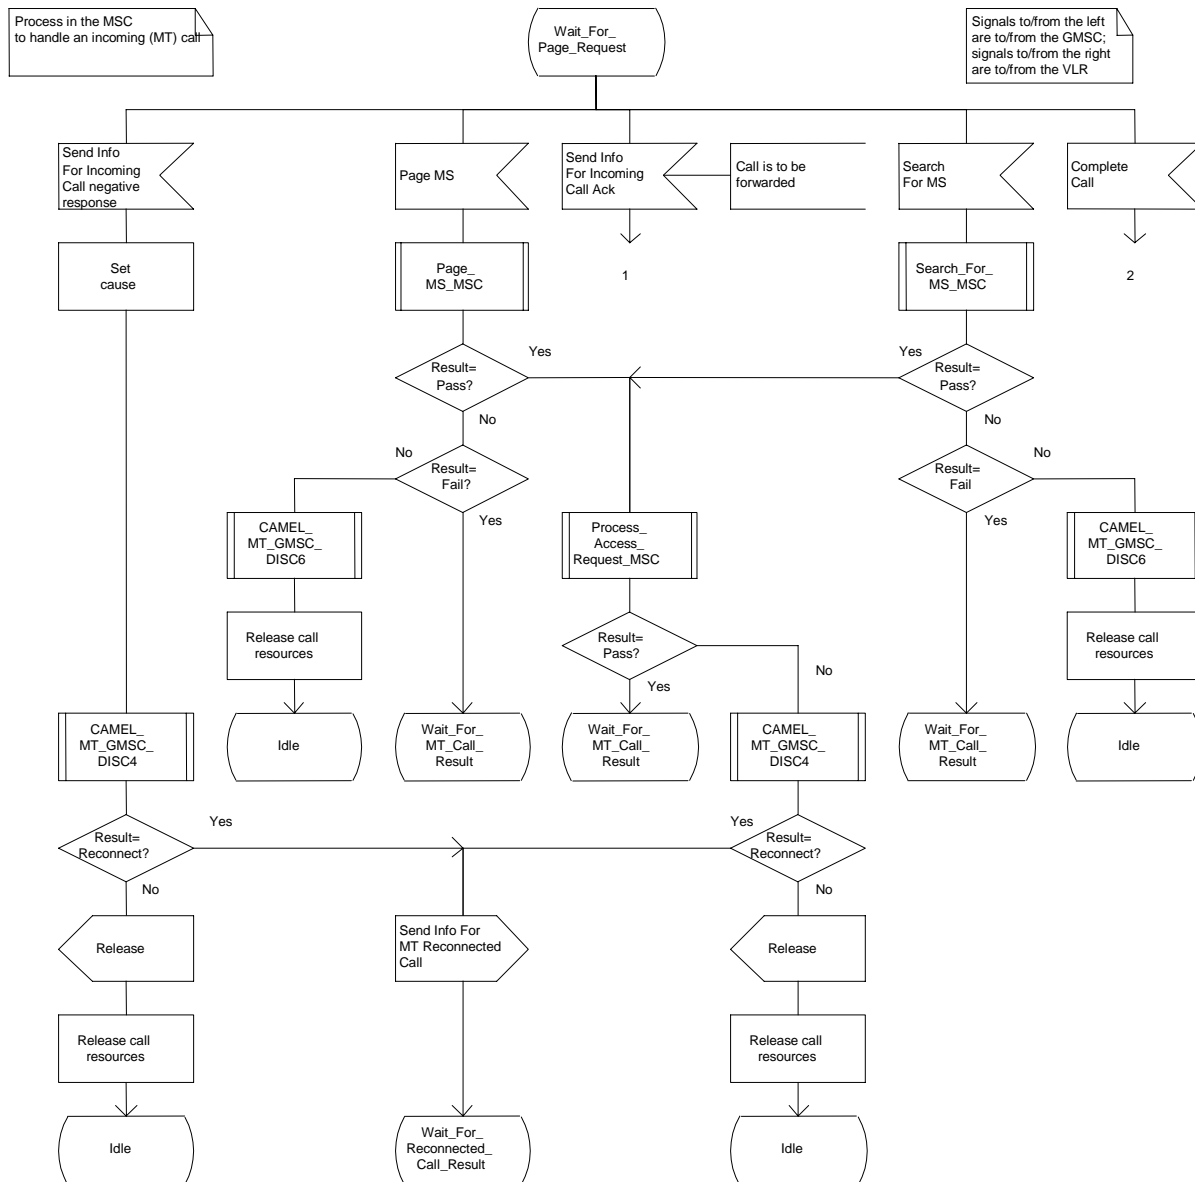 Process in the MSC
to handle an incoming (MT) call
Wait_For_
Page_Request
Signals to/from the left
are to/from the GMSC;
signals to/from the right
are to/from the VLR
Send Info
For Incoming
Call negative
response
Page MS
Send Info
For Incoming
Call Ack
Call is to be
forwarded
Search
For MS
Complete
Call
Set
cause
Page_
MS_MSC
1
Search_For_
MS_MSC
2
Result=
Pass?
Yes
No
Yes
Result=
Pass?
No
No
Result=
Fail?
Yes
Result=
Fail
No
Yes
CAMEL_
MT_GMSC_
DISC6
Process_
Access_
Request_MSC
CAMEL_
MT_GMSC_
DISC6
Release call
resources
Result=
Pass?
No
Yes
Release call
resources
CAMEL_
MT_GMSC_
DISC4
Idle
Wait_For_
MT_Call_
Result
Wait_For_
MT_Call_
Result
CAMEL_
MT_GMSC_
DISC4
Wait_For_
MT_Call_
Result
Idle
Result=
Reconnect?
Yes
No
Yes
Result=
Reconnect?
No
Release
Send Info For
MT Reconnected
Call
Release
Release call
resources
Release call
resources
Idle
Wait_For_
Reconnected_
Call_Result
Idle